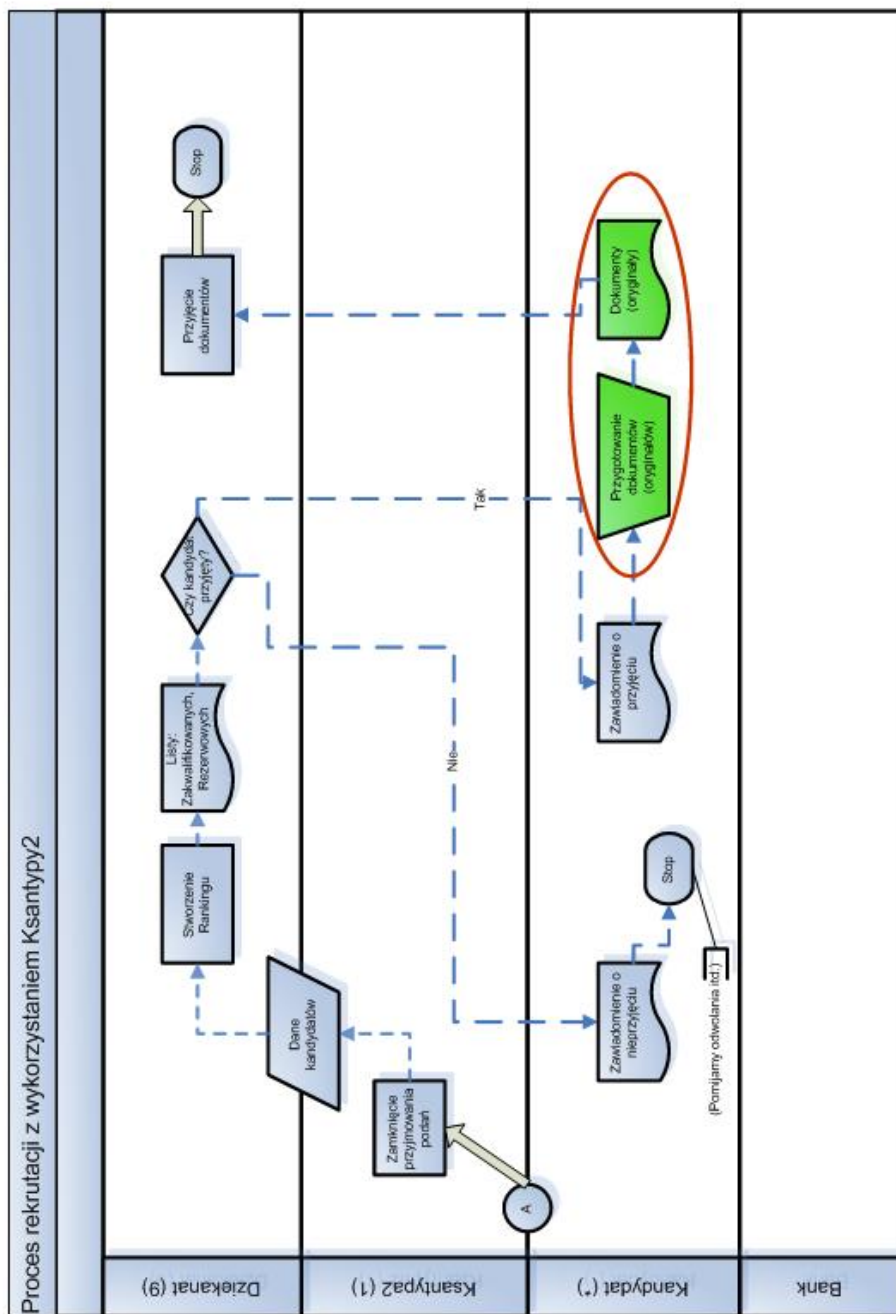 Proces rekrutacji z wykorzystaniem Ksantypy2
Dziekanat (9)
Stworzenie
Rankingu
Listy:
Zakwalifikowanych,
Rezerwowych
Czy kandydat
przyjęty?
Przyjęcie
dokumentów
Stop
Ksantypa2 (1)
Zamknięcie
przyjmowania
podań
Dane
kandydatów
Nie
Tak
Kandydat (*)
A
Zawiadomienie o
nieprzyjęciu
Stop
(Pomijamy odwołania itd.)
Zawiadomienie o
przyjęciu
Przygotowanie
dokumentów
(oryginałów)
Dokumenty
(oryginały)
Bank